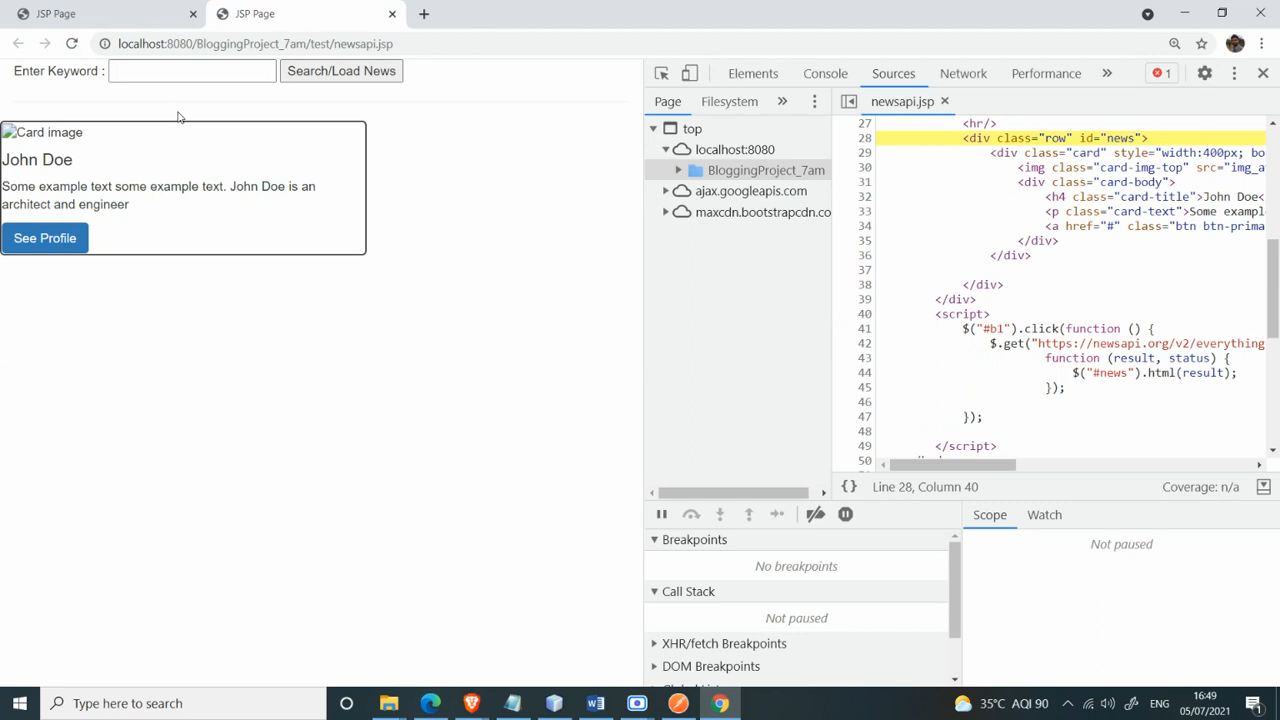 JSP Page
JSP Page
localhost:8080/BloggingProject_7am/test/newsapi.jsp
Enter Keyword :
Search/Load News
Card image
John Doe
Some example text some example text. John Doe is an
architect and engineer
See Profile
Elements Console Sources Network Performance
1
Page Filesystem
newsapi.jsp
top
localhost:8080
BloggingProject_7am
ajax.googleapis.com
maxcdn.bootstrapcdn.co
27 <hr/>
28 <div class="row" id="news">
29 <div class="card" style="width:400px; bo
30 <img class="card-img-top" src="img_a
31 <div class="card-body">
32 <h4 class="card-title">John Doe<
33 <p class="card-text">Some exampl
34 <a href="#" class="btn btn-prima
35 </div>
36 </div>
37
38 </div>
39 </div>
40 <script>
41 $("#b1").click(function () {
42 $.get("https://newsapi.org/v2/everything
43 function (result, status) {
44 $("#news").html(result);
45 });
46
47 });
48
49 </script>
50
{} Line 28, Column 40
Coverage: n/a
Scope Watch
Not paused
Breakpoints
No breakpoints
Call Stack
Not paused
XHR/fetch Breakpoints
DOM Breakpoints
Type here to search
35°C AQI 90
ENG
16:49
05/07/2021
1